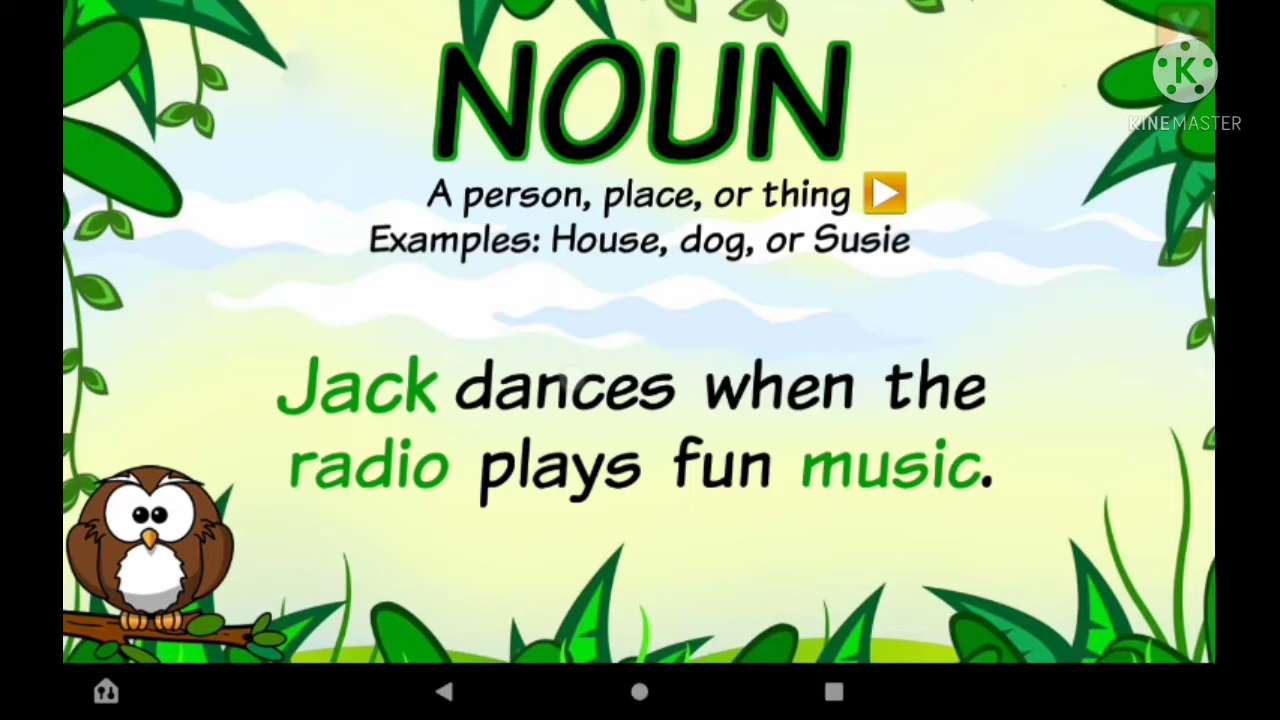 NOUN
K
KINEMASTER
A person, place, or thing
Examples: House, dog, or Susie
Jack dances when the
radio plays fun music.